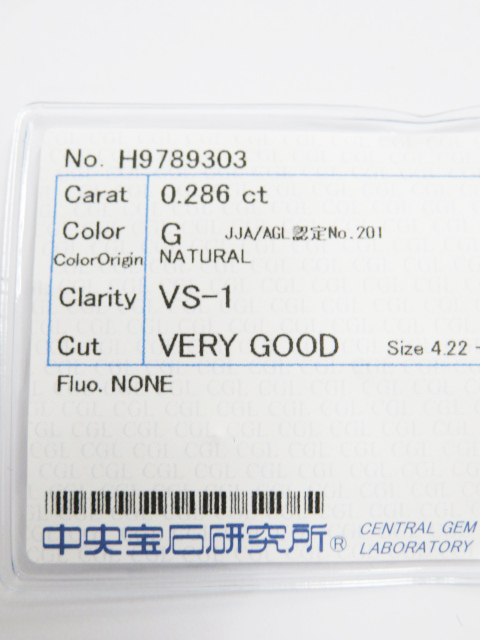 No. H9789303
Carat 0.286 ct
Color G JJA/AGL認定No.201
ColorOrigin NATURAL
Clarity VS-1
Cut VERY GOOD Size 4.22 -
Fluo. NONE
中央宝石研究所® CENTRAL GEM
LABORATORY